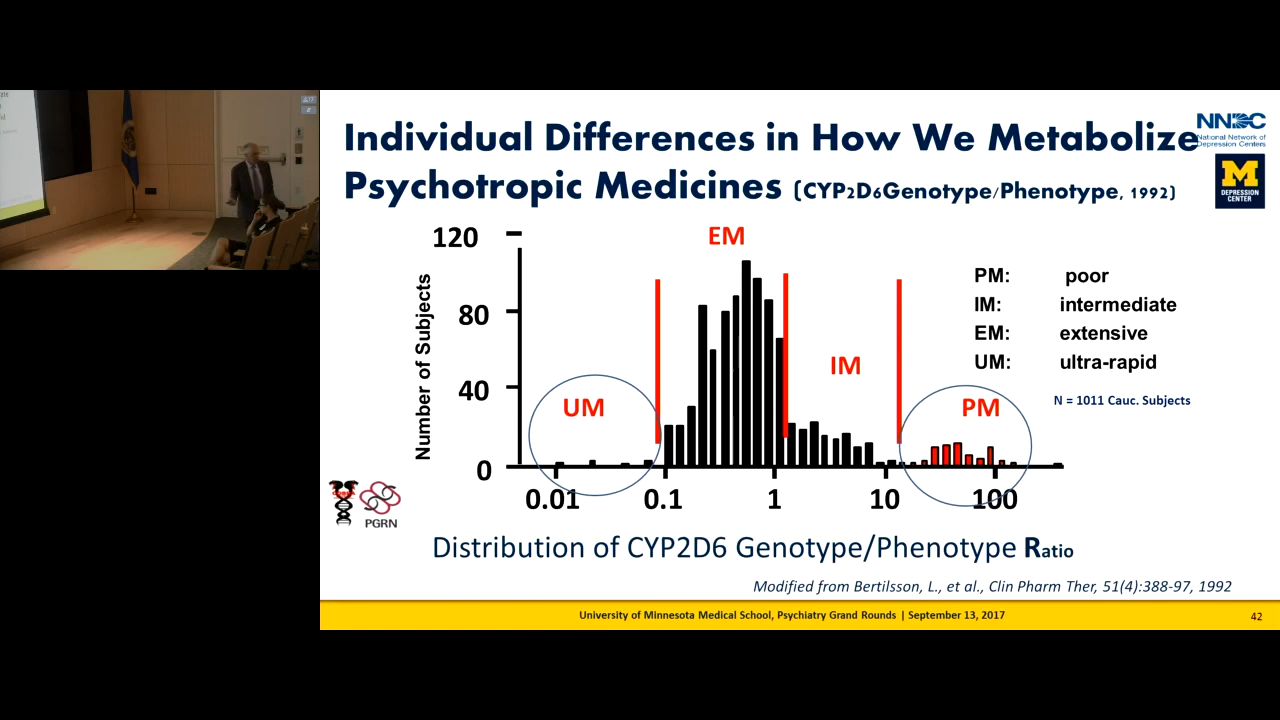 Individual Differences in How We Metabolize
Psychotropic Medicines (CYP2D6Genotype/Phenotype, 1992)
NNDC
National Network of
Depression Centers
M
DEPRESSION
CENTER
Number of Subjects
120
80
40
0
EM
UM
IM
PM
PM: poor
IM: intermediate
EM: extensive
UM: ultra-rapid
N = 1011 Cauc. Subjects
0.01 0.1 1 10 100
PGRN
Distribution of CYP2D6 Genotype/Phenotype Ratio
Modified from Bertilsson, L., et al., Clin Pharm Ther, 51(4):388-97, 1992
University of Minnesota Medical School, Psychiatry Grand Rounds | September 13, 2017
42